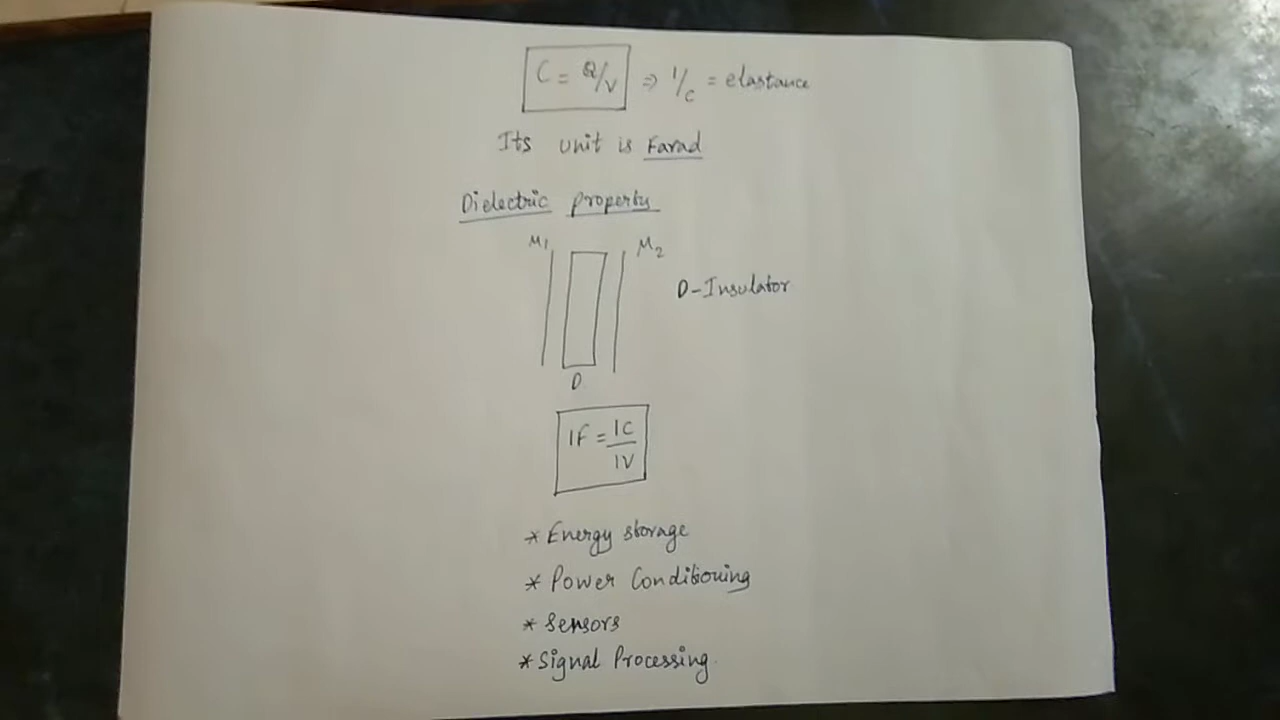 C = Q/V ⇒ 1/C = elastance
Its unit is Farad
Dielectric property
M1 M2
D-Insulator
D
1F = 1C/1V
* Energy storage
* Power Conditioning
* Sensors
* Signal Processing.